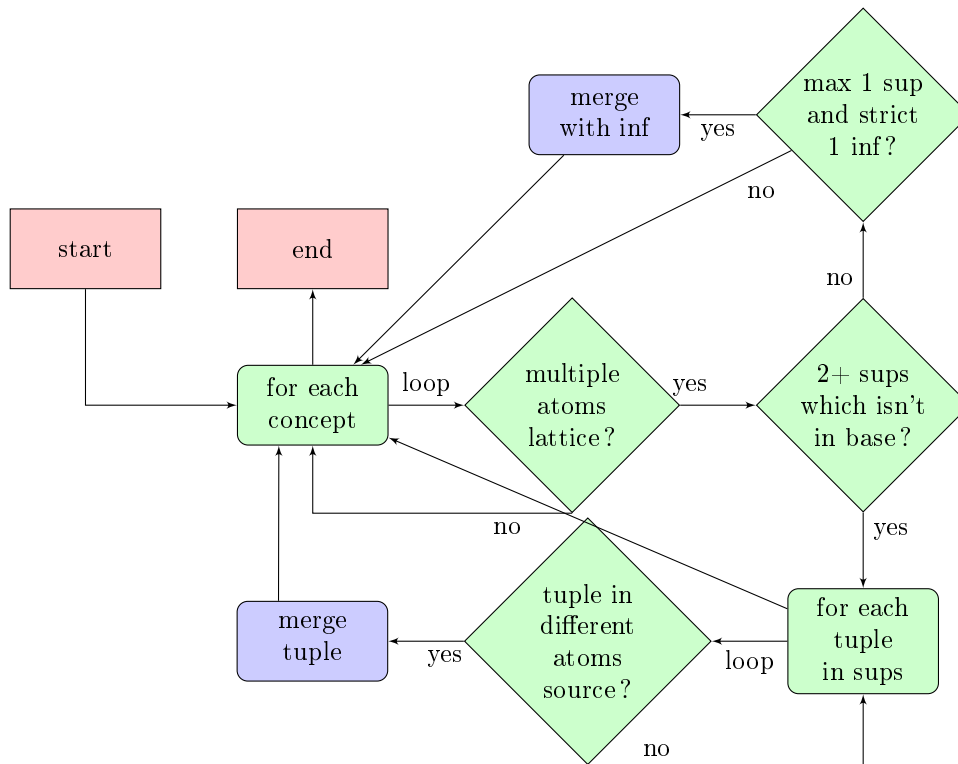 max 1 sup
and strict
1 inf?
merge
with inf
yes
no
start
end
no
for each
concept
loop
multiple
atoms
lattice?
yes
2+ sups
which isn't
in base?
no
yes
merge
tuple
yes
tuple in
different
atoms
source?
loop
for each
tuple
in sups
no